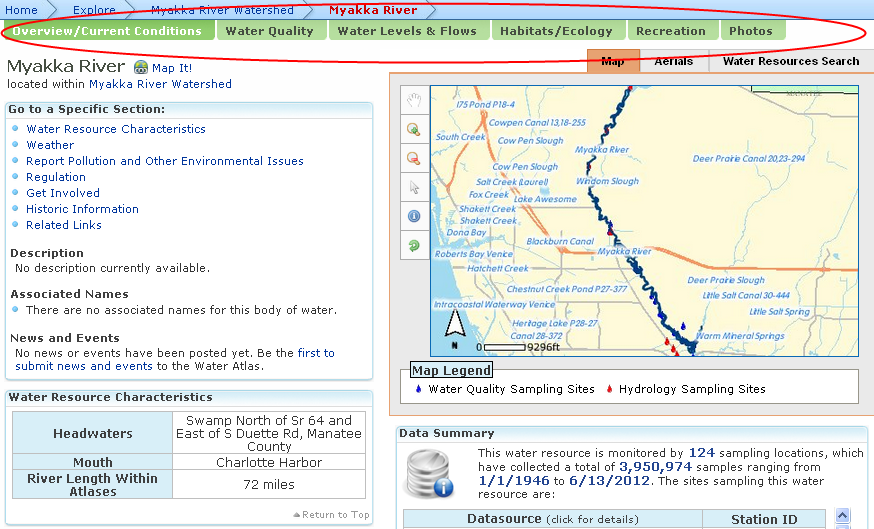 Home Explore Myakka River Watershed Myakka River
Overview/Current Conditions Water Quality Water Levels & Flows Habitats/Ecology Recreation Photos
Myakka River Map It!
located within Myakka River Watershed
Go to a Specific Section:
Water Resource Characteristics
Weather
Report Pollution and Other Environmental Issues
Regulation
Get Involved
Historic Information
Related Links
Description
No description currently available.
Associated Names
There are no associated names for this body of water.
News and Events
No news or events have been posted yet. Be the first to
submit news and events to the Water Atlas.
Water Resource Characteristics
Headwaters
Swamp North of Sr 64 and
East of S Duette Rd, Manatee
County
Mouth Charlotte Harbor
River Length Within
Atlases
72 miles
Return to Top
Map Aerials Water Resources Search
MANATEE
I75 Pond P18-4
Cowpen Canal 13,18-255
South Creek
Myakka River
Cow Pen Slough
Deer Prairie Canal 20,23-294
Cow Pen Slough
Salt Creek (Laurel)
Windom Slough
Fox Creek
Lake Awesome
Shakett Creek
Shakett Creek
Dona Bay
Blackburn Canal
Roberts Bay Venice
Myakka River
Hatchett Creek
Deer Prairie Slough
Chestnut Creek Pond P27-377
Little Salt Canal 30-444
Intracoastal Waterway Venice
Little Salt Spring
Heritage Lake P28-27
Canal 28-372
Warm Mineral Springs
N
0 9296ft
Map Legend
Water Quality Sampling Sites Hydrology Sampling Sites
Data Summary
This water resource is monitored by 124 sampling locations, which
have collected a total of 3,950,974 samples ranging from
1/1/1946 to 6/13/2012. The sites sampling this water
resource are:
Datasource (click for details) Station ID